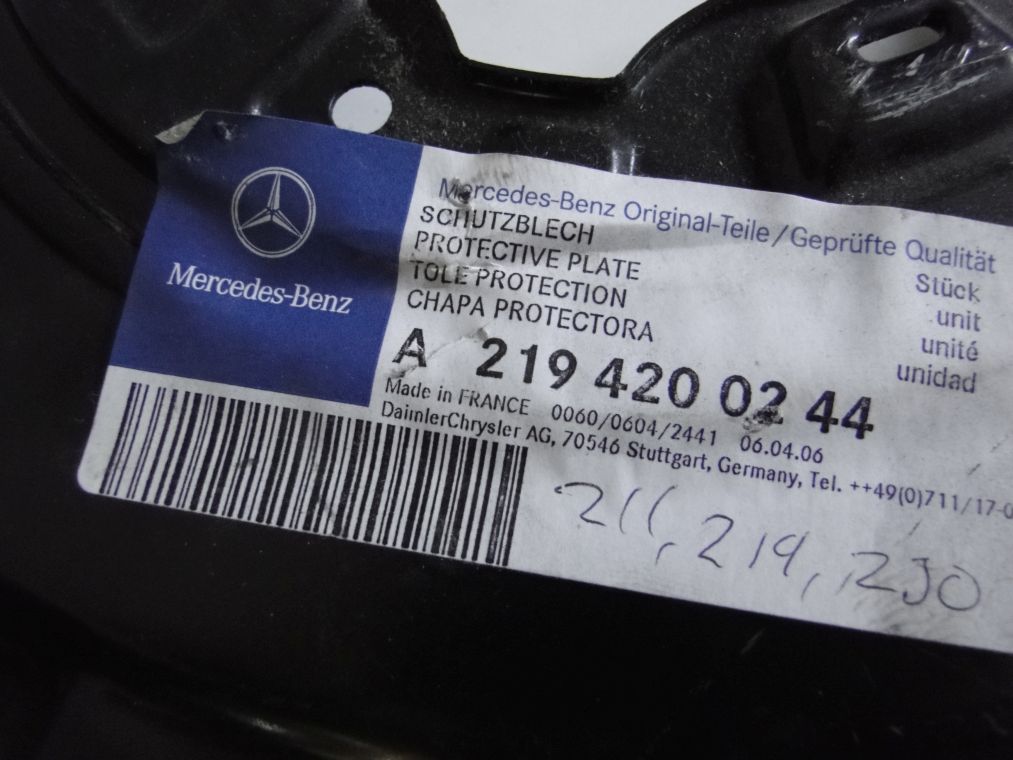 Mercedes-Benz
Mercedes-Benz Original-Teile/Geprüfte Qualität
SCHUTZBLECH Stück
PROTECTIVE PLATE unit
TOLE PROTECTION unité
CHAPA PROTECTORA unidad
A 219 420 02 44
Made in FRANCE 0060/0604/2441 06.04.06
DaimlerChrysler AG, 70546 Stuttgart, Germany, Tel. ++49(0)711/17-0
211, 219, 230